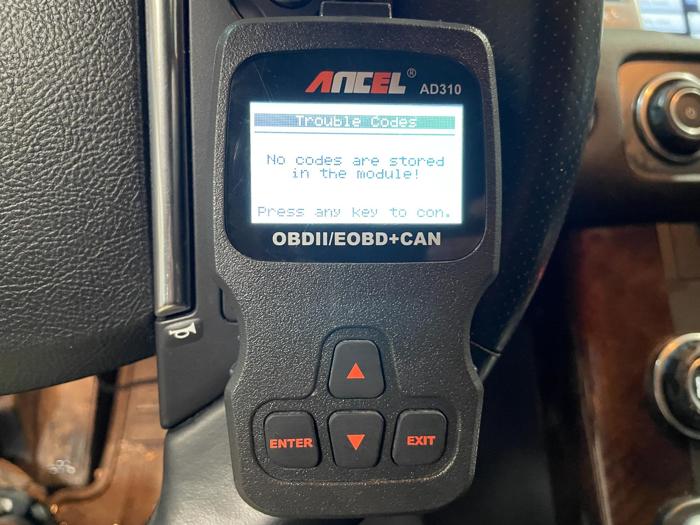 ANCEL®
AD310
Trouble Codes
No codes are stored
in the module!
Press any key to con.
OBDII/EOBD+CAN
ENTER
EXIT